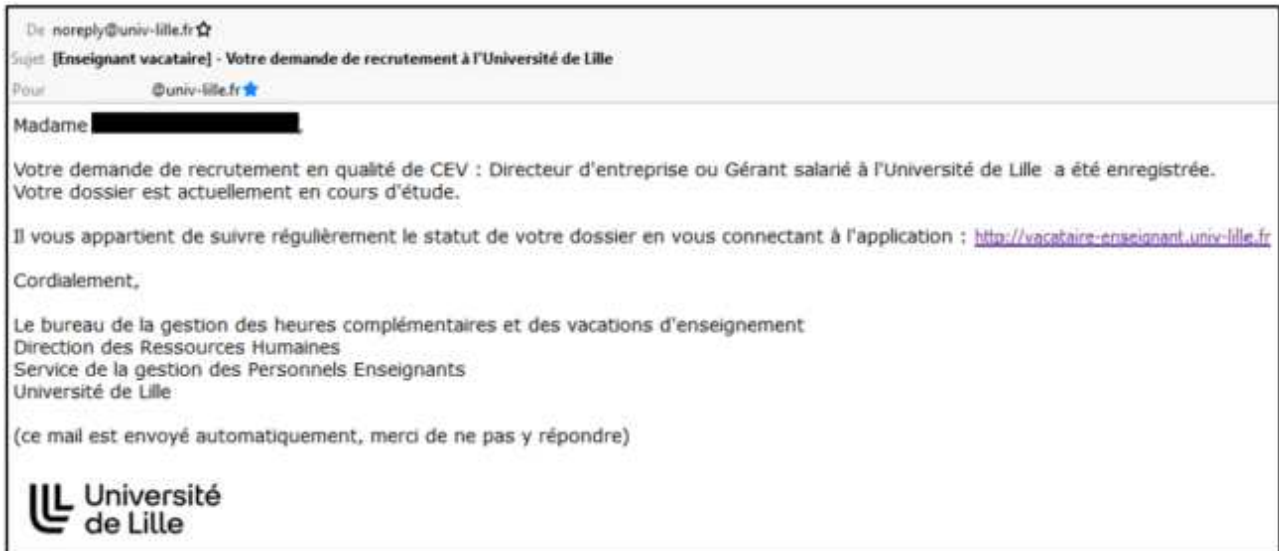 De noreply@univ-lille.fr
Sujet [Enseignant vacataire] - Votre demande de recrutement à l'Université de Lille
Pour @univ-lille.fr
Madame ,
Votre demande de recrutement en qualité de CEV : Directeur d'entreprise ou Gérant salarié à l'Université de Lille a été enregistrée.
Votre dossier est actuellement en cours d'étude.
Il vous appartient de suivre régulièrement le statut de votre dossier en vous connectant à l'application : http://vacataire-enseignant.univ-lille.fr
Cordialement,
Le bureau de la gestion des heures complémentaires et des vacations d'enseignement
Direction des Ressources Humaines
Service de la gestion des Personnels Enseignants
Université de Lille
(ce mail est envoyé automatiquement, merci de ne pas y répondre)
Université
de Lille